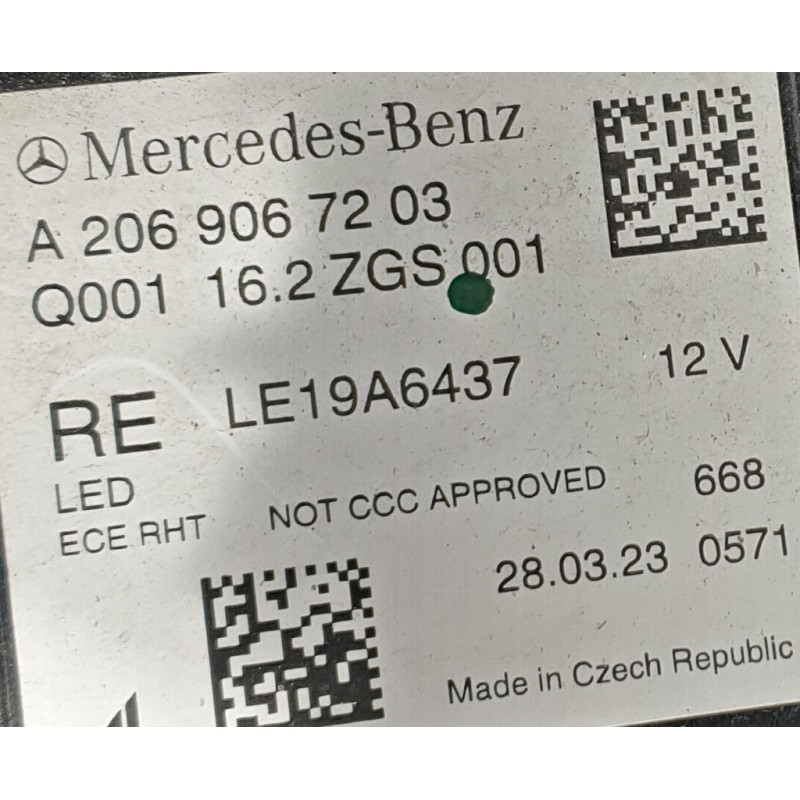 Mercedes-Benz
A 206 906 72 03
Q001 16.2 ZGS 001
RE LE19A6437 12 V
LED
ECE RHT NOT CCC APPROVED 668
28.03.23 0571
Made in Czech Republic